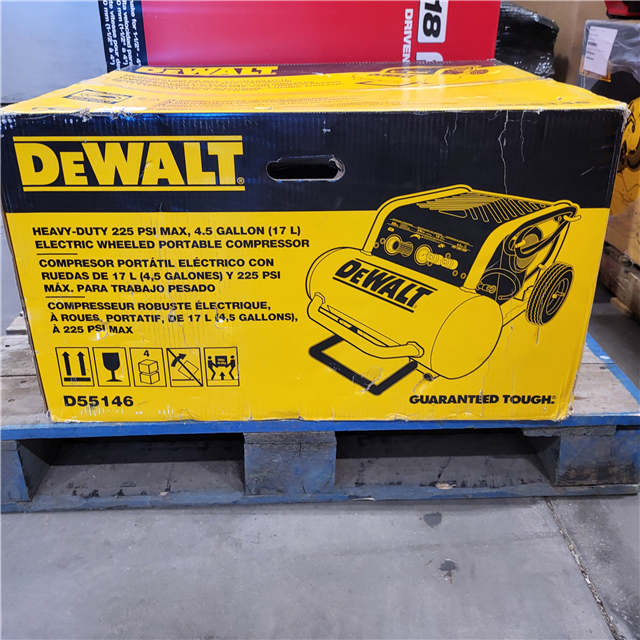 DEWALT
18
DRIVEN
DEWALT
HEAVY-DUTY 225 PSI MAX, 4.5 GALLON (17 L)
ELECTRIC WHEELED PORTABLE COMPRESSOR
COMPRESOR PORTÁTIL ELÉCTRICO CON
RUEDAS DE 17 L (4,5 GALONES) Y 225 PSI
MÁX. PARA TRABAJO PESADO
COMPRESSEUR ROBUSTE ÉLECTRIQUE,
À ROUES, PORTATIF, DE 17 L (4,5 GALLONS),
À 225 PSI MAX
DEWALT
4
D55146
GUARANTEED TOUGH.